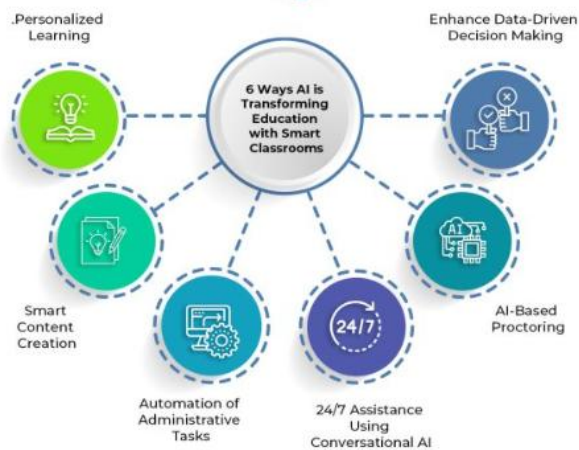 .Personalized
Learning
Enhance Data-Driven
Decision Making
6 Ways AI is
Transforming
Education
with Smart
Classrooms
AI
Smart
Content
Creation
24/7
AI-Based
Proctoring
Automation of
Administrative
Tasks
24/7 Assistance
Using
Conversational AI